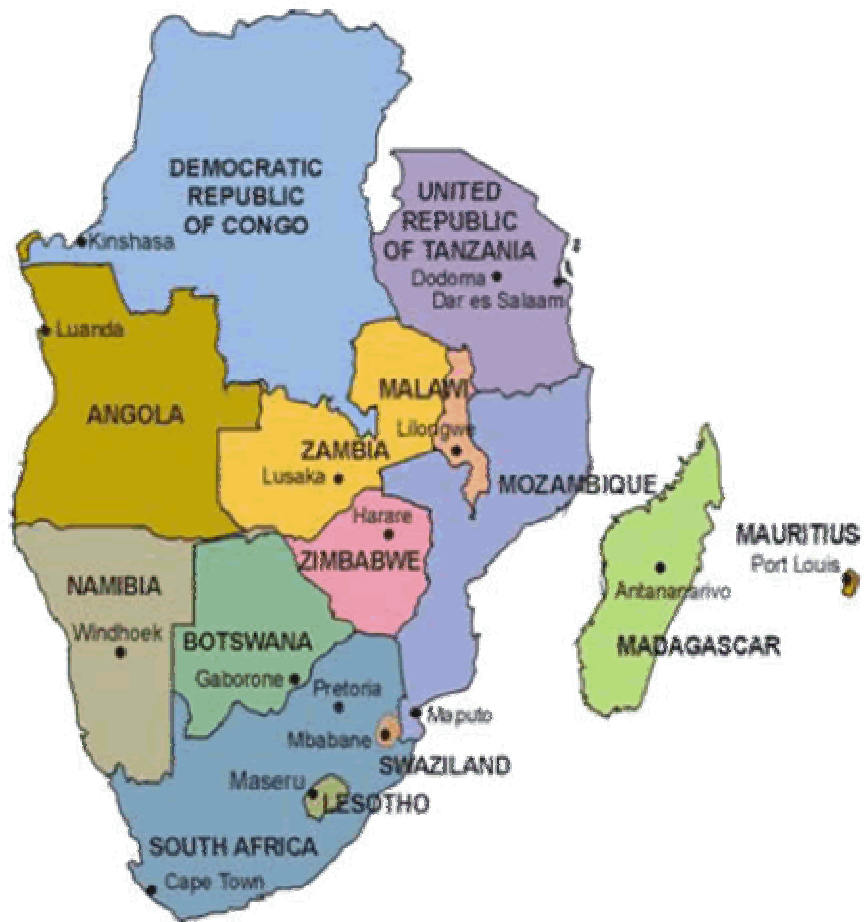 DEMOCRATIC
REPUBLIC
OF CONGO
Kinshasa
UNITED
REPUBLIC
OF TANZANIA
Dodoma
Dar es Salaam
Luanda
ANGOLA
MALAWI
Lilongwe
ZAMBIA
Lusaka
MOZAMBIQUE
Harare
ZIMBABWE
MAURITIUS
Port Louis
Antananarivo
MADAGASCAR
NAMIBIA
Windhoek
BOTSWANA
Gaborone
Pretoria
Maputo
Mbabane
SWAZILAND
Maseru
LESOTHO
SOUTH AFRICA
Cape Town